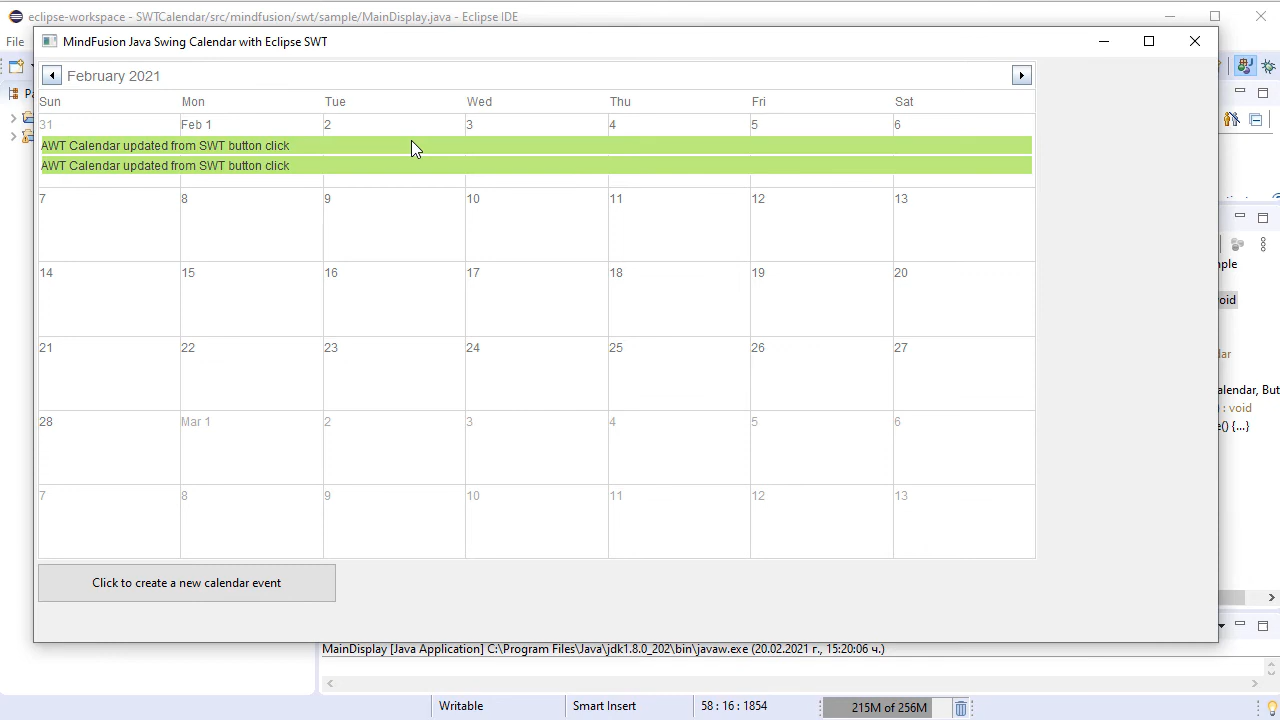 eclipse-workspace - SWTCalendar/src/mindfusion/swt/sample/MainDisplay.java - Eclipse IDE
File
MindFusion Java Swing Calendar with Eclipse SWT
February 2021
Sun Mon Tue Wed Thu Fri Sat
31 Feb 1 2 3 4 5 6
AWT Calendar updated from SWT button click
AWT Calendar updated from SWT button click
7 8 9 10 11 12 13
14 15 16 17 18 19 20
21 22 23 24 25 26 27
28 Mar 1 2 3 4 5 6
7 8 9 10 11 12 13
Click to create a new calendar event
alendar, But
) : void
e() {...}
MainDisplay [Java Application] C:\Program Files\Java\jdk1.8.0_202\bin\javaw.exe (20.02.2021 г., 15:20:06 ч.)
Writable Smart Insert 58 : 16 : 1854 215M of 256M